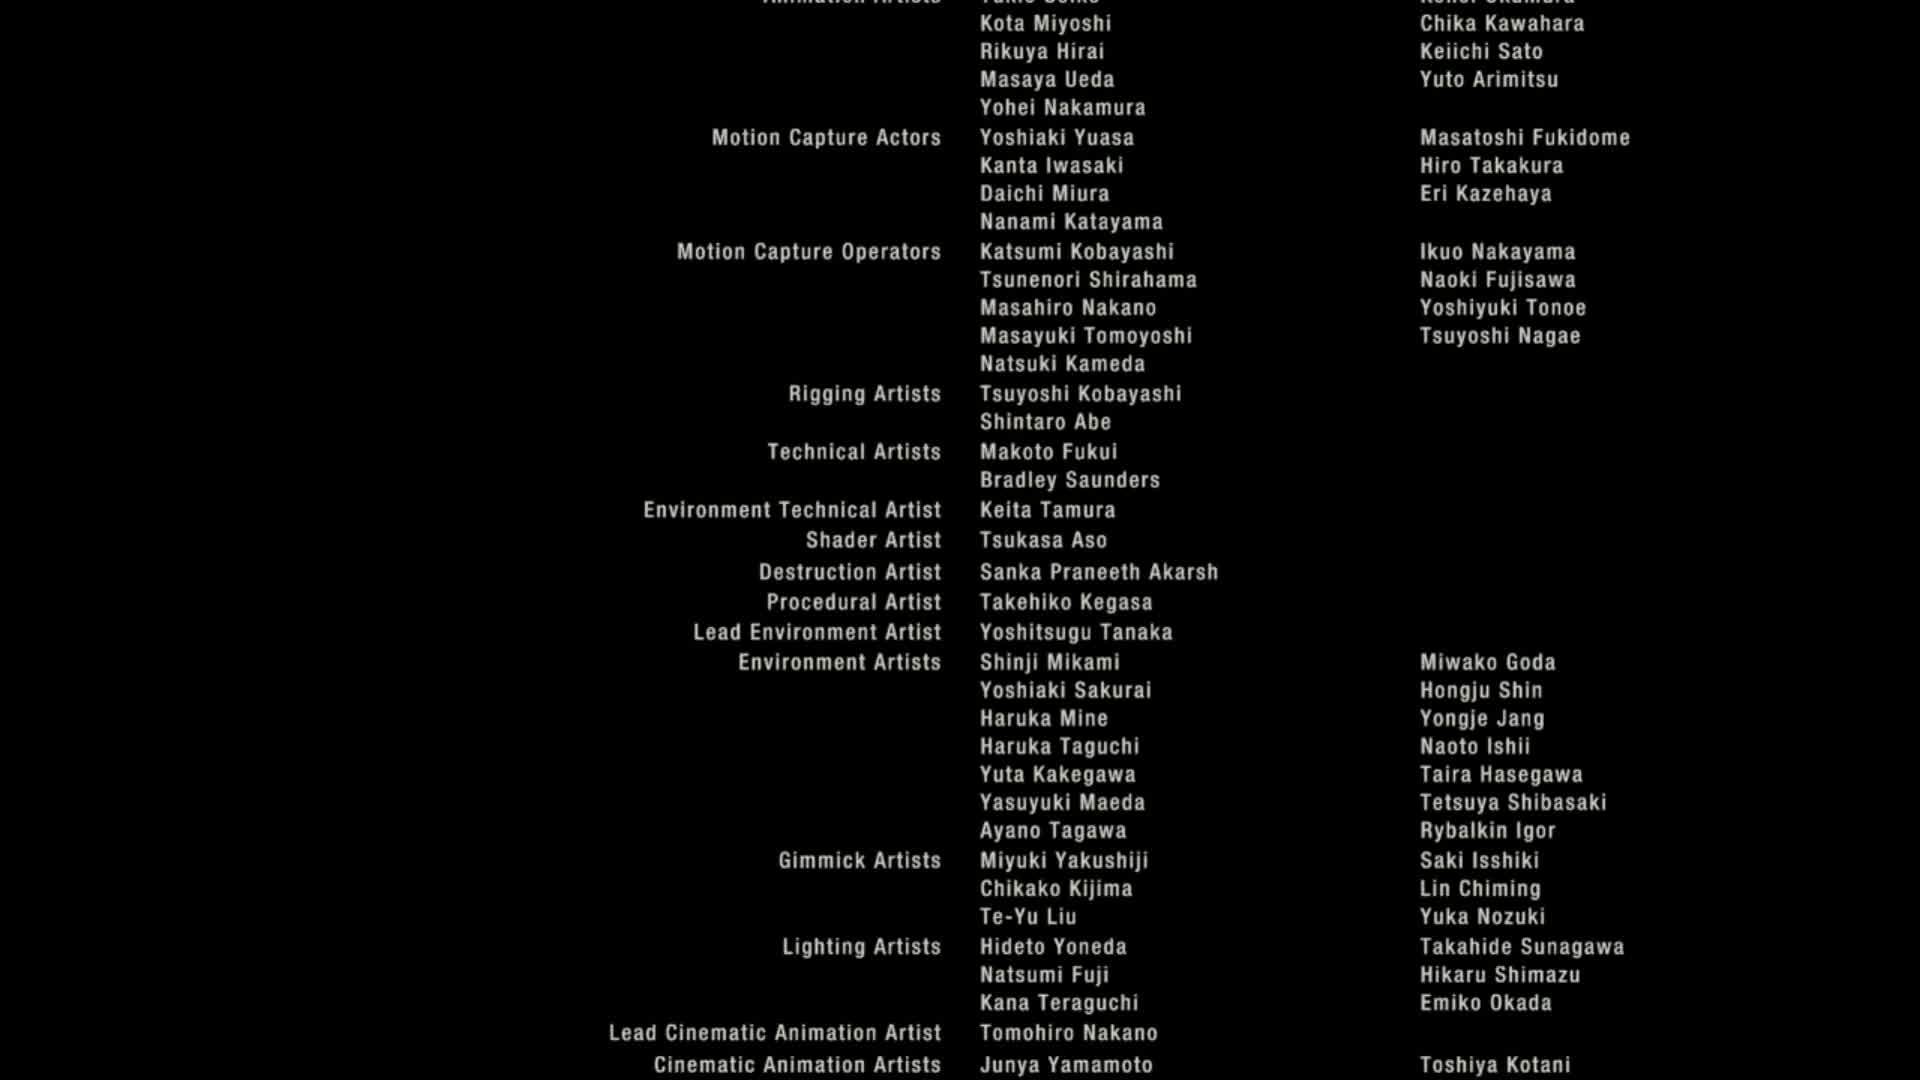 Animation Artists Yukio Seike Kohei Okamura
Kota Miyoshi Chika Kawahara
Rikuya Hirai Keiichi Sato
Masaya Ueda Yuto Arimitsu
Yohei Nakamura
Motion Capture Actors Yoshiaki Yuasa Masatoshi Fukidome
Kanta Iwasaki Hiro Takakura
Daichi Miura Eri Kazehaya
Nanami Katayama
Motion Capture Operators Katsumi Kobayashi Ikuo Nakayama
Tsunenori Shirahama Naoki Fujisawa
Masahiro Nakano Yoshiyuki Tonoe
Masayuki Tomoyoshi Tsuyoshi Nagae
Natsuki Kameda
Rigging Artists Tsuyoshi Kobayashi
Shintaro Abe
Technical Artists Makoto Fukui
Bradley Saunders
Environment Technical Artist Keita Tamura
Shader Artist Tsukasa Aso
Destruction Artist Sanka Praneeth Akarsh
Procedural Artist Takehiko Kegasa
Lead Environment Artist Yoshitsugu Tanaka
Environment Artists Shinji Mikami Miwako Goda
Yoshiaki Sakurai Hongju Shin
Haruka Mine Yongje Jang
Haruka Taguchi Naoto Ishii
Yuta Kakegawa Taira Hasegawa
Yasuyuki Maeda Tetsuya Shibasaki
Ayano Tagawa Rybalkin Igor
Gimmick Artists Miyuki Yakushiji Saki Isshiki
Chikako Kijima Lin Chiming
Te-Yu Liu Yuka Nozuki
Lighting Artists Hideto Yoneda Takahide Sunagawa
Natsumi Fuji Hikaru Shimazu
Kana Teraguchi Emiko Okada
Lead Cinematic Animation Artist Tomohiro Nakano
Cinematic Animation Artists Junya Yamamoto Toshiya Kotani